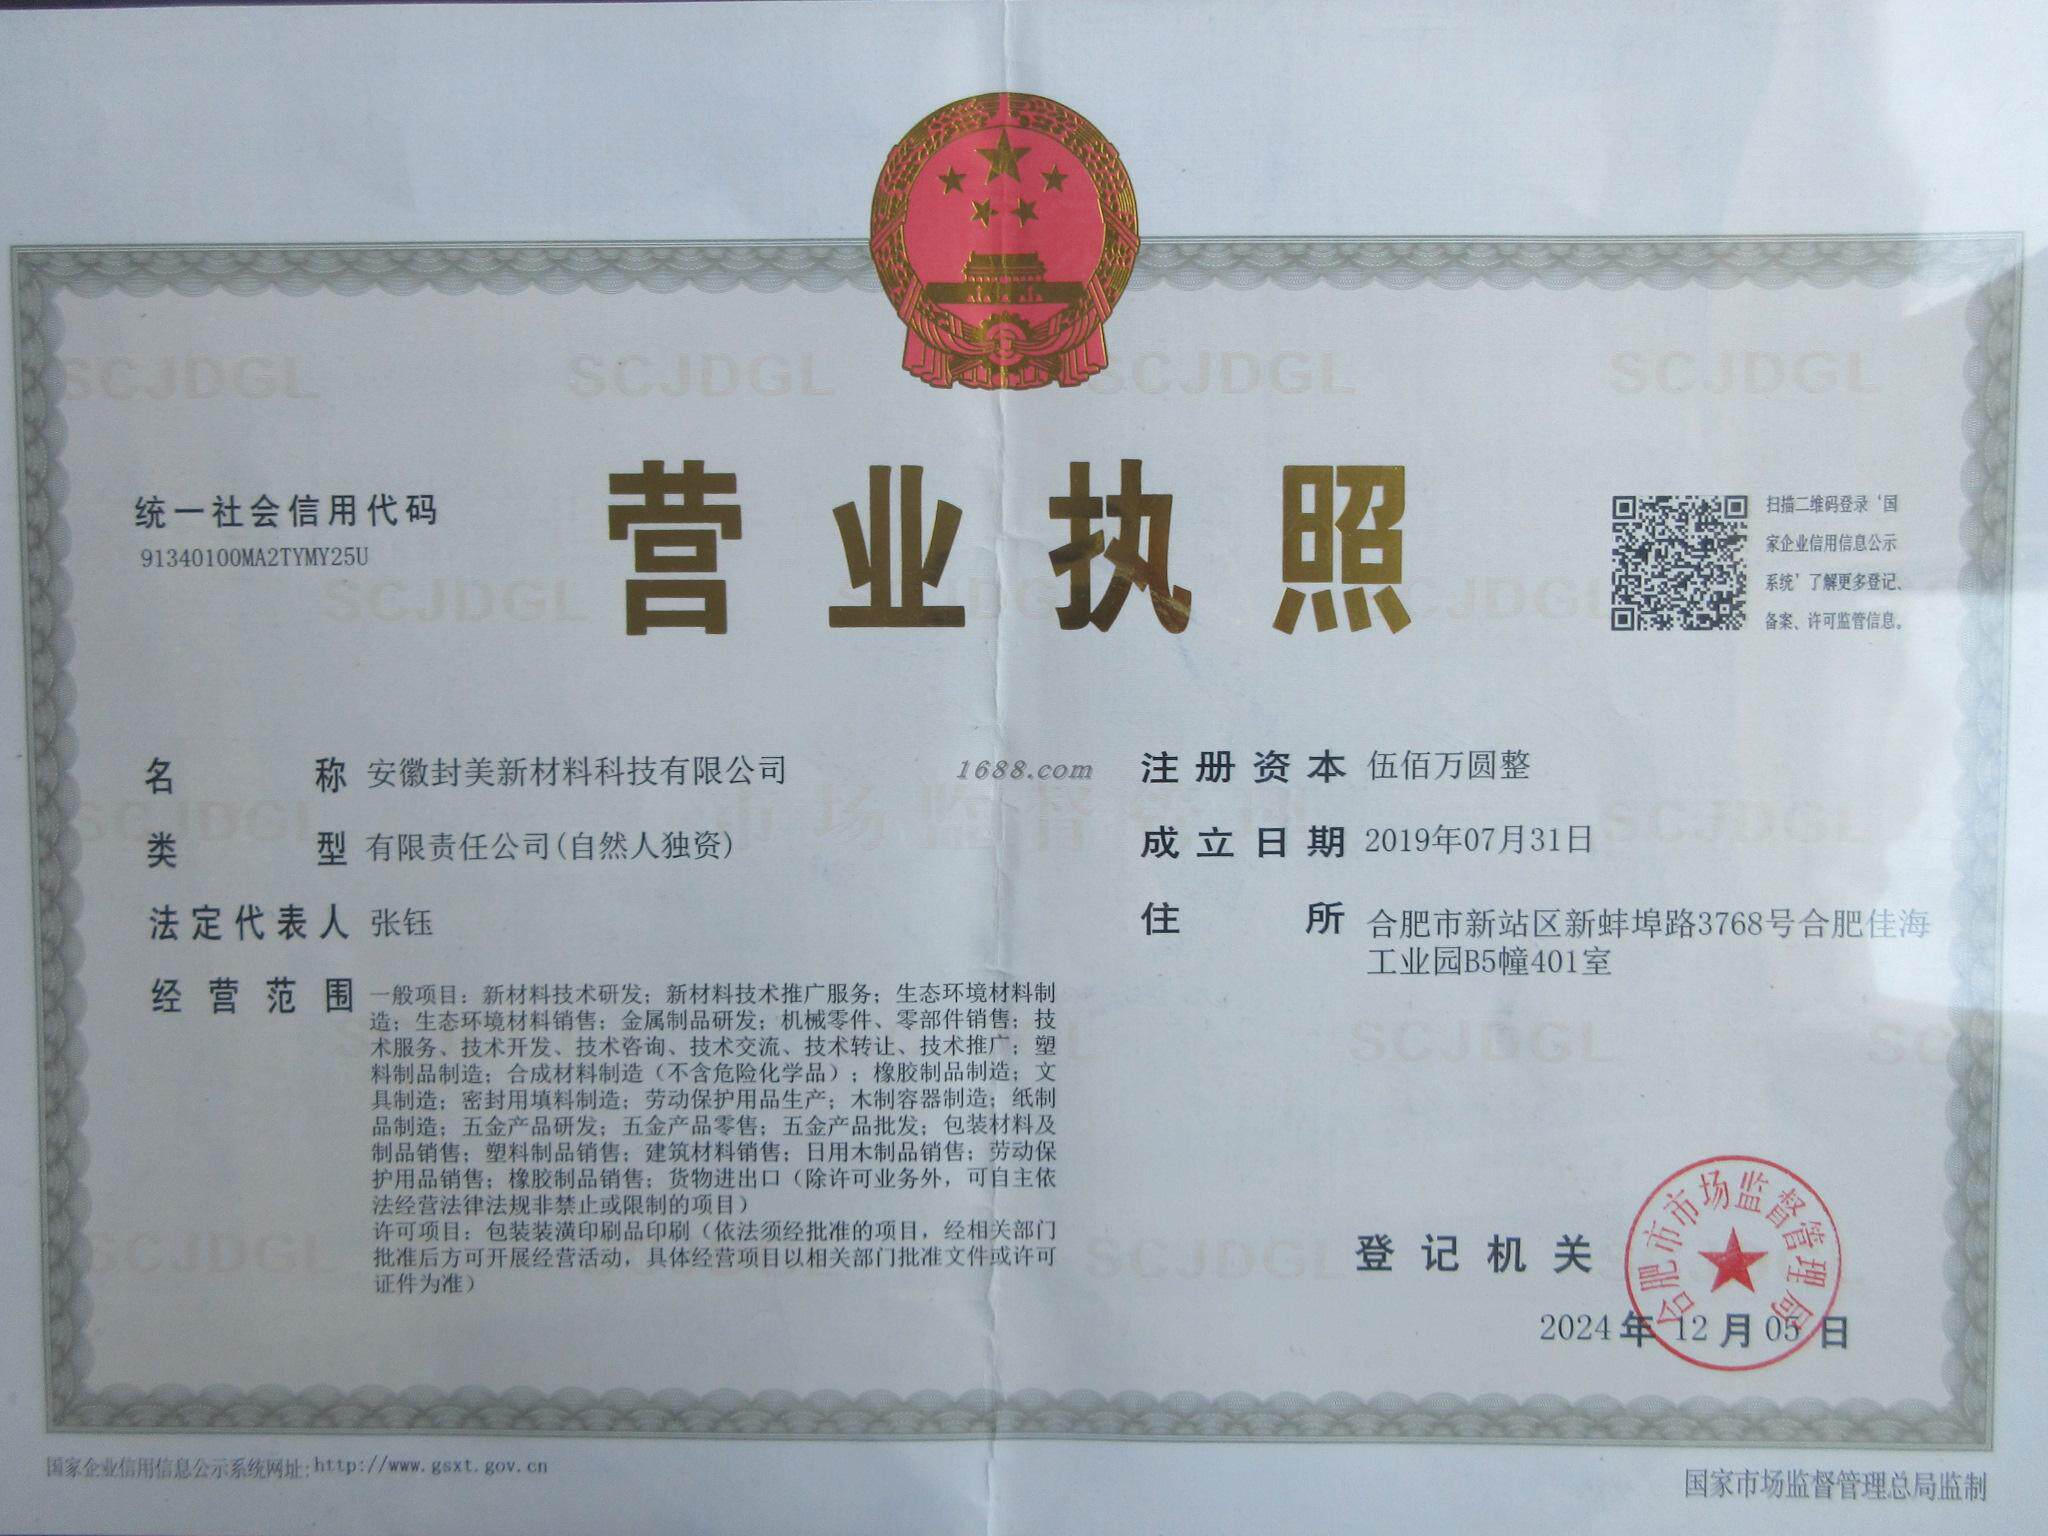 营业执照
统一社会信用代码
91340100MA2TYMY25U
扫描二维码登录‘国
家企业信用信息公示
系统’了解更多登记、
备案、许可监管信息。
名称 安徽封美新材料科技有限公司
类型 有限责任公司(自然人独资)
法定代表人 张钰
经营范围 一般项目：新材料技术研发；新材料技术推广服务；生态环境材料制
造；生态环境材料销售；金属制品研发；机械零件、零部件销售；技
术服务、技术开发、技术咨询、技术交流、技术转让、技术推广；塑
料制品制造；合成材料制造（不含危险化学品）；橡胶制品制造；文
具制造；密封用填料制造；劳动保护用品生产；木制容器制造；纸制
品制造；五金产品研发；五金产品零售；五金产品批发；包装材料及
制品销售；塑料制品销售；建筑材料销售；日用木制品销售；劳动保
护用品销售；橡胶制品销售；货物进出口（除许可业务外，可自主依
法经营法律法规非禁止或限制的项目）
许可项目：包装装潢印刷品印刷（依法须经批准的项目，经相关部门
批准后方可开展经营活动，具体经营项目以相关部门批准文件或许可
证件为准）
1688.com
注册资本 伍佰万圆整
成立日期 2019年07月31日
住所 合肥市新站区新蚌埠路3768号合肥佳海
工业园B5幢401室
登记机关
合肥市市场监督管理局
2024年12月05日
国家企业信用信息公示系统网址:http://www.gsxt.gov.cn
国家市场监督管理总局监制
SCJDGL SCJDGL SCJDGL SCJDGL